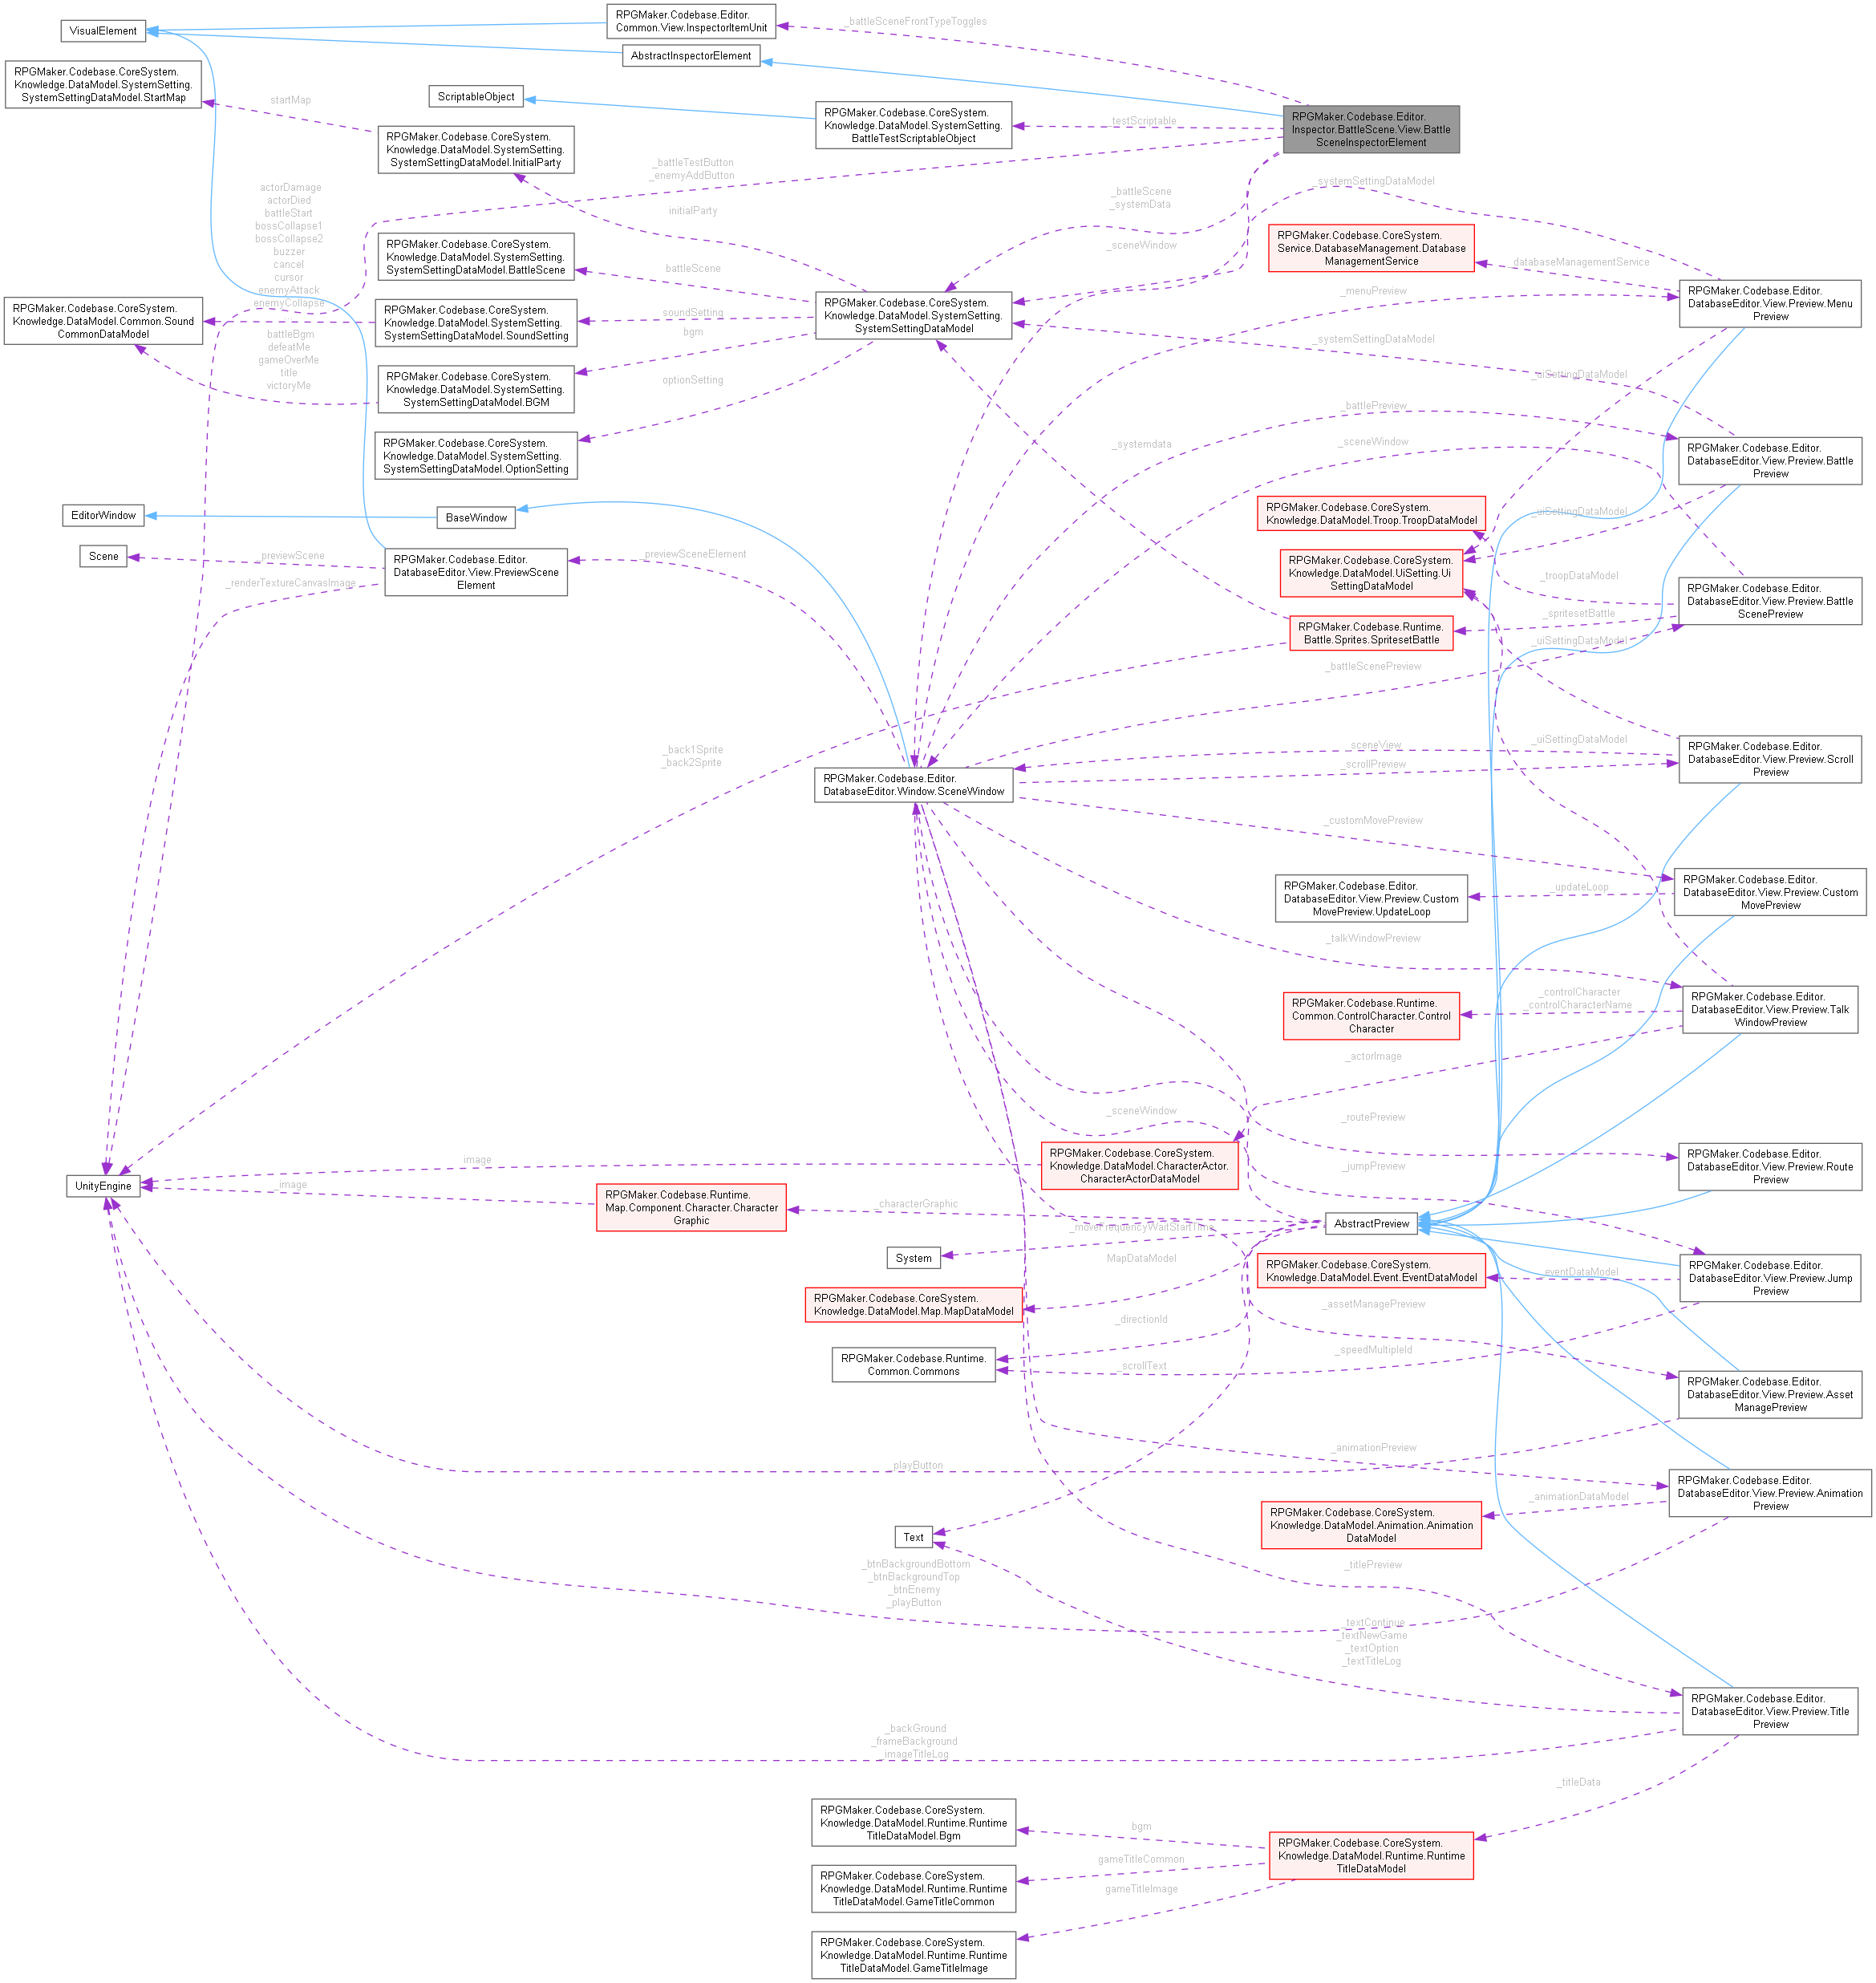 RPGMaker.Codebase.Editor.
Common.View.InspectorItemUnit
_battleSceneFrontTypeToggles
VisualElement
AbstractInspectorElement
RPGMaker.Codebase.CoreSystem.
Knowledge.DataModel.SystemSetting.
SystemSettingDataModel.StartMap
startMap
ScriptableObject
RPGMaker.Codebase.CoreSystem.
Knowledge.DataModel.SystemSetting.
BattleTestScriptableObject
testScriptable
RPGMaker.Codebase.Editor.
Inspector.BattleScene.View.Battle
SceneInspectorElement
RPGMaker.Codebase.CoreSystem.
Knowledge.DataModel.SystemSetting.
SystemSettingDataModel.InitialParty
_battleTestButton
_enemyAddButton
_battleScene
_systemData
_systemSettingDataModel
actorDamage
actorDied
battleStart
bossCollapse1
bossCollapse2
buzzer
cancel
cursor
enemyAttack
enemyCollapse
initialParty
RPGMaker.Codebase.CoreSystem.
Knowledge.DataModel.SystemSetting.
SystemSettingDataModel.BattleScene
battleScene
_sceneWindow
RPGMaker.Codebase.CoreSystem.
Service.DatabaseManagement.Database
ManagementService
databaseManagementService
_menuPreview
RPGMaker.Codebase.Editor.
DatabaseEditor.View.Preview.Menu
Preview
RPGMaker.Codebase.CoreSystem.
Knowledge.DataModel.Common.Sound
CommonDataModel
battleBgm
defeatMe
gameOverMe
title
victoryMe
RPGMaker.Codebase.CoreSystem.
Knowledge.DataModel.SystemSetting.
SystemSettingDataModel.SoundSetting
soundSetting
bgm
RPGMaker.Codebase.CoreSystem.
Knowledge.DataModel.SystemSetting.
SystemSettingDataModel
_systemSettingDataModel
RPGMaker.Codebase.CoreSystem.
Knowledge.DataModel.SystemSetting.
SystemSettingDataModel.BGM
optionSetting
_uiSettingDataModel
_battlePreview
RPGMaker.Codebase.CoreSystem.
Knowledge.DataModel.SystemSetting.
SystemSettingDataModel.OptionSetting
_systemdata
_sceneWindow
RPGMaker.Codebase.Editor.
DatabaseEditor.View.Preview.Battle
Preview
EditorWindow
BaseWindow
RPGMaker.Codebase.CoreSystem.
Knowledge.DataModel.Troop.TroopDataModel
_uiSettingDataModel
Scene
_previewScene
_renderTextureCanvasImage
RPGMaker.Codebase.Editor.
DatabaseEditor.View.PreviewScene
Element
_previewSceneElement
RPGMaker.Codebase.CoreSystem.
Knowledge.DataModel.UiSetting.Ui
SettingDataModel
_troopDataModel
RPGMaker.Codebase.Editor.
DatabaseEditor.View.Preview.Battle
ScenePreview
RPGMaker.Codebase.Runtime.
Battle.Sprites.SpritesetBattle
_spritesetBattle
_uiSettingDataModel
_battleScenePreview
_back1Sprite
_back2Sprite
sceneView
_scrollPreview
_uiSettingDataModel
RPGMaker.Codebase.Editor.
DatabaseEditor.View.Preview.Scroll
Preview
RPGMaker.Codebase.Editor.
DatabaseEditor.Window.SceneWindow
_customMovePreview
RPGMaker.Codebase.Editor.
DatabaseEditor.View.Preview.Custom
MovePreview.UpdateLoop
_updateLoop
RPGMaker.Codebase.Editor.
DatabaseEditor.View.Preview.Custom
MovePreview
_talkWindowPreview
RPGMaker.Codebase.Runtime.
Common.ControlCharacter.Control
Character
_controlCharacter
_controlCharacterName
RPGMaker.Codebase.Editor.
DatabaseEditor.View.Preview.Talk
WindowPreview
_actorImage
_sceneWindow
_routePreview
UnityEngine
image
_image
RPGMaker.Codebase.CoreSystem.
Knowledge.DataModel.CharacterActor.
CharacterActorDataModel
_jumpPreview
RPGMaker.Codebase.Editor.
DatabaseEditor.View.Preview.Route
Preview
RPGMaker.Codebase.Runtime.
Map.Component.Character.Character
Graphic
_characterGraphic
_moveFrequencyWaitStartTime
AbstractPreview
System
MapDataModel
RPGMaker.Codebase.CoreSystem.
Knowledge.DataModel.Event.EventDataModel
eventDataModel
RPGMaker.Codebase.Editor.
DatabaseEditor.View.Preview.Jump
Preview
RPGMaker.Codebase.CoreSystem.
Knowledge.DataModel.Map.MapDataModel
_directionId
_assetManagePreview
_speedMultipleId
RPGMaker.Codebase.Runtime.
Common.Commons
_scrollText
RPGMaker.Codebase.Editor.
DatabaseEditor.View.Preview.Asset
ManagePreview
_playButton
_animationPreview
RPGMaker.Codebase.Editor.
DatabaseEditor.View.Preview.Animation
Preview
_animationDataModel
RPGMaker.Codebase.CoreSystem.
Knowledge.DataModel.Animation.Animation
DataModel
Text
_btnBackgroundBottom
_btnBackgroundTop
_btnEnemy
_playButton
_titlePreview
_textContinue
_textNewGame
_textOption
_textTitleLog
RPGMaker.Codebase.Editor.
DatabaseEditor.View.Preview.Title
Preview
_backGround
_frameBackground
_imageTitleLog
_titleData
RPGMaker.Codebase.CoreSystem.
Knowledge.DataModel.Runtime.Runtime
TitleDataModel.Bgm
bgm
RPGMaker.Codebase.CoreSystem.
Knowledge.DataModel.Runtime.Runtime
TitleDataModel
gameTitleCommon
RPGMaker.Codebase.CoreSystem.
Knowledge.DataModel.Runtime.Runtime
TitleDataModel.GameTitleCommon
gameTitleImage
RPGMaker.Codebase.CoreSystem.
Knowledge.DataModel.Runtime.Runtime
TitleDataModel.GameTitleImage